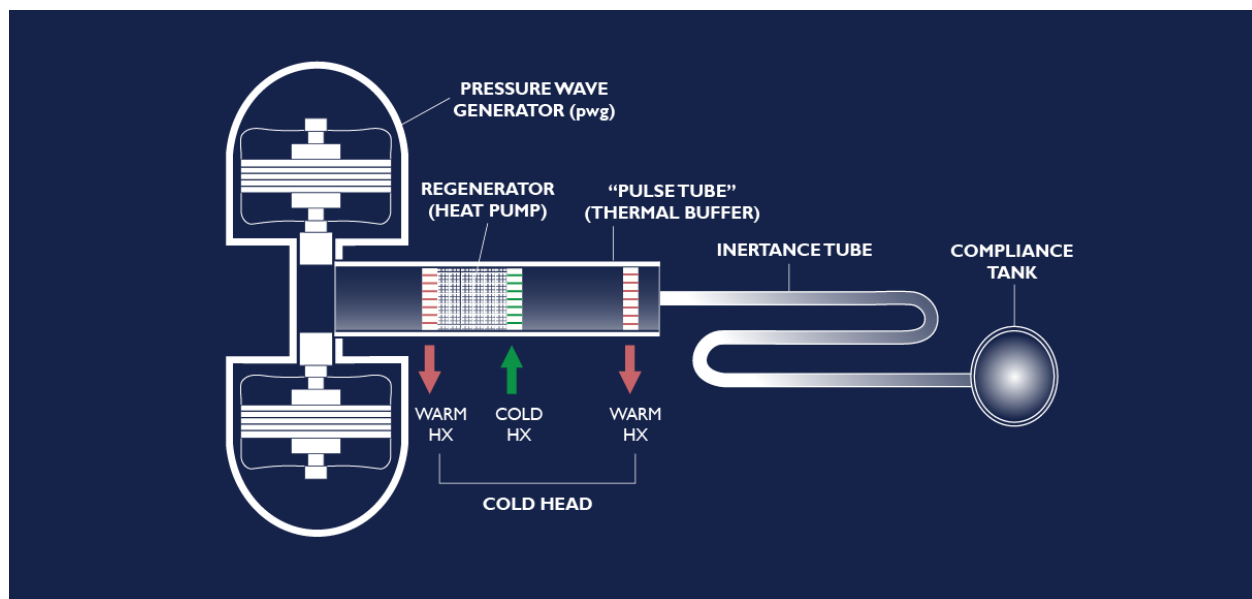 PRESSURE WAVE
GENERATOR (pwg)
REGENERATOR
(HEAT PUMP)
“PULSE TUBE”
(THERMAL BUFFER)
INERTANCE TUBE
COMPLIANCE
TANK
WARM
HX
COLD
HX
WARM
HX
COLD HEAD